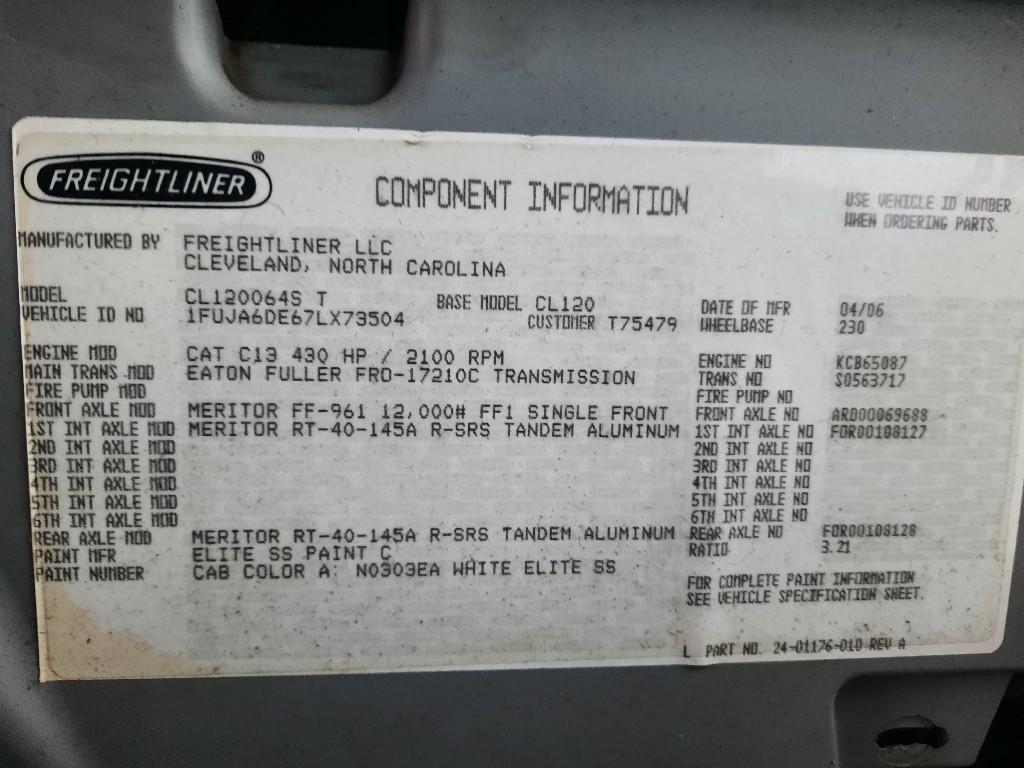 FREIGHTLINER ®
COMPONENT INFORMATION
USE VEHICLE ID NUMBER
WHEN ORDERING PARTS.
MANUFACTURED BY FREIGHTLINER LLC
CLEVELAND, NORTH CAROLINA
MODEL CL120064S T BASE MODEL CL120 DATE OF MFR 04/06
VEHICLE ID NO 1FUJA6DE67LX73504 CUSTOMER T75479 WHEELBASE 230
ENGINE MOD CAT C13 430 HP / 2100 RPM ENGINE NO KCB65087
MAIN TRANS MOD EATON FULLER FRO-17210C TRANSMISSION TRANS NO S0563717
FIRE PUMP MOD FIRE PUMP NO
FRONT AXLE MOD MERITOR FF-961 12,000# FF1 SINGLE FRONT FRONT AXLE NO ARD00069688
1ST INT AXLE MOD MERITOR RT-40-145A R-SRS TANDEM ALUMINUM 1ST INT AXLE NO FOR00108127
2ND INT AXLE MOD 2ND INT AXLE NO
3RD INT AXLE MOD 3RD INT AXLE NO
4TH INT AXLE MOD 4TH INT AXLE NO
5TH INT AXLE MOD 5TH INT AXLE NO
6TH INT AXLE MOD 6TH INT AXLE NO
REAR AXLE MOD MERITOR RT-40-145A R-SRS TANDEM ALUMINUM REAR AXLE NO FOR00108128
PAINT MFR ELITE SS PAINT C RATIO 3.21
PAINT NUMBER CAB COLOR A: N0303EA WHITE ELITE SS
FOR COMPLETE PAINT INFORMATION
SEE VEHICLE SPECIFICATION SHEET.
L PART NO. 24-01176-010 REV A